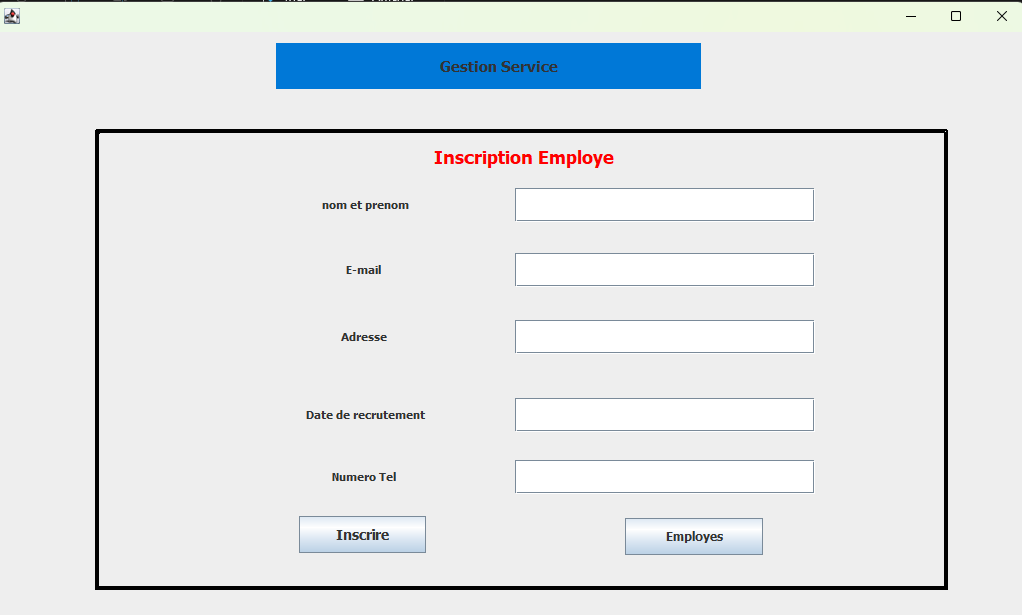 Gestion Service
Inscription Employe
nom et prenom
E-mail
Adresse
Date de recrutement
Numero Tel
Inscrire
Employes